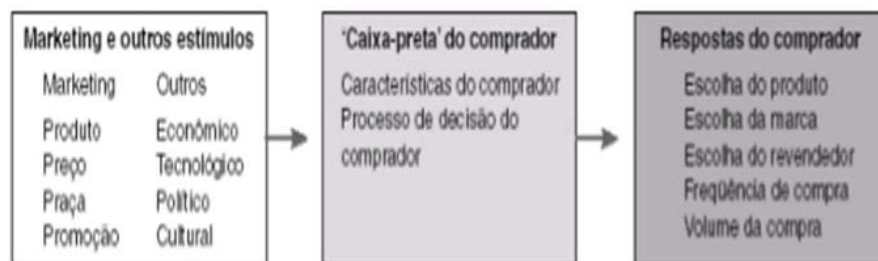 Marketing e outros estímulos
Marketing Outros
Produto Econômico
Preço Tecnológico
Praça Político
Promoção Cultural
'Caixa-preta' do comprador
Características do comprador
Processo de decisão do
comprador
Respostas do comprador
Escolha do produto
Escolha da marca
Escolha do revendedor
Freqüência de compra
Volume da compra